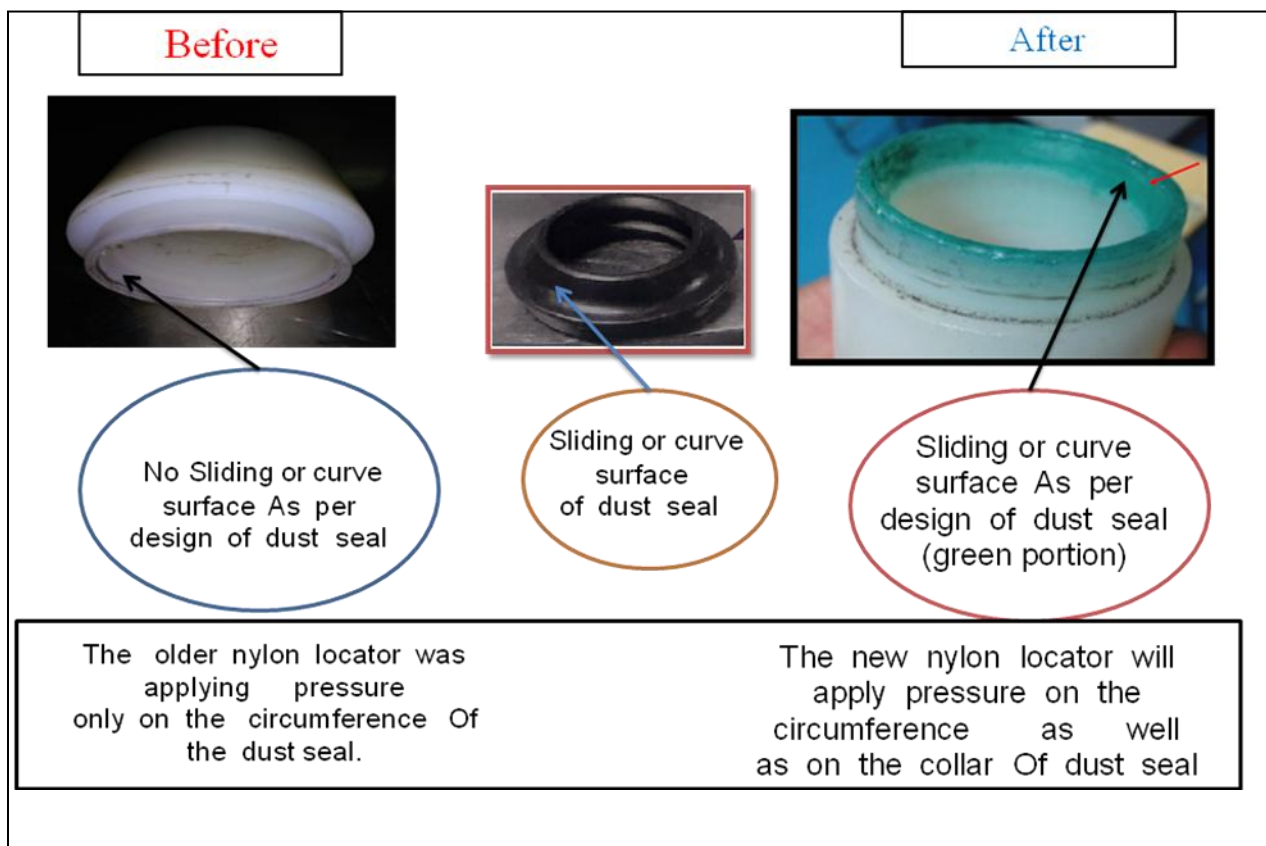 Before
After
No Sliding or curve
surface As per
design of dust seal
Sliding or curve
surface
of dust seal
Sliding or curve
surface As per
design of dust seal
(green portion)
The older nylon locator was
applying pressure
only on the circumference Of
the dust seal.
The new nylon locator will
apply pressure on the
circumference as well
as on the collar Of dust seal